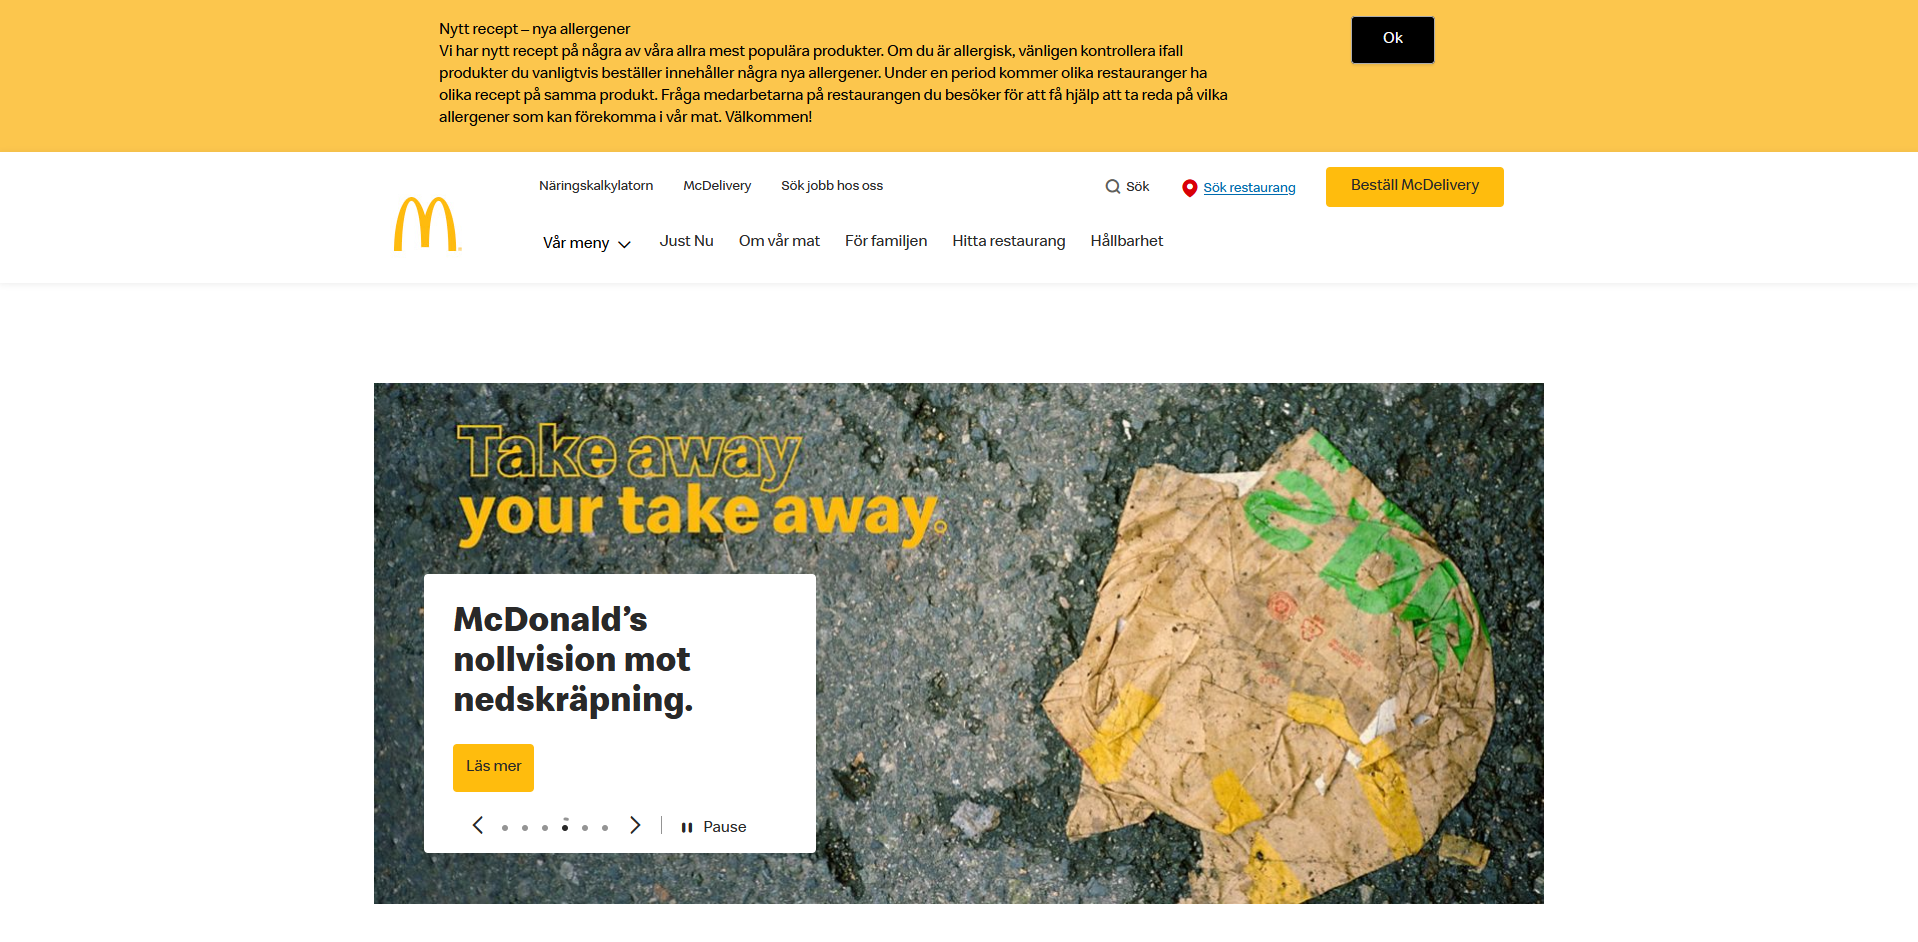 Nytt recept – nya allergener
Vi har nytt recept på några av våra allra mest populära produkter. Om du är allergisk, vänligen kontrollera ifall
produkter du vanligtvis beställer innehåller några nya allergener. Under en period kommer olika restauranger ha
olika recept på samma produkt. Fråga medarbetarna på restaurangen du besöker för att få hjälp att ta reda på vilka
allergener som kan förekomma i vår mat. Välkommen!
Ok
Näringskalkylatorn
McDelivery
Sök jobb hos oss
Sök
Sök restaurang
Beställ McDelivery
Vår meny
Just Nu
Om vår mat
För familjen
Hitta restaurang
Hållbarhet
Take away
your take away
McDonald’s
nollvision mot
nedskräpning.
Läs mer
Pause